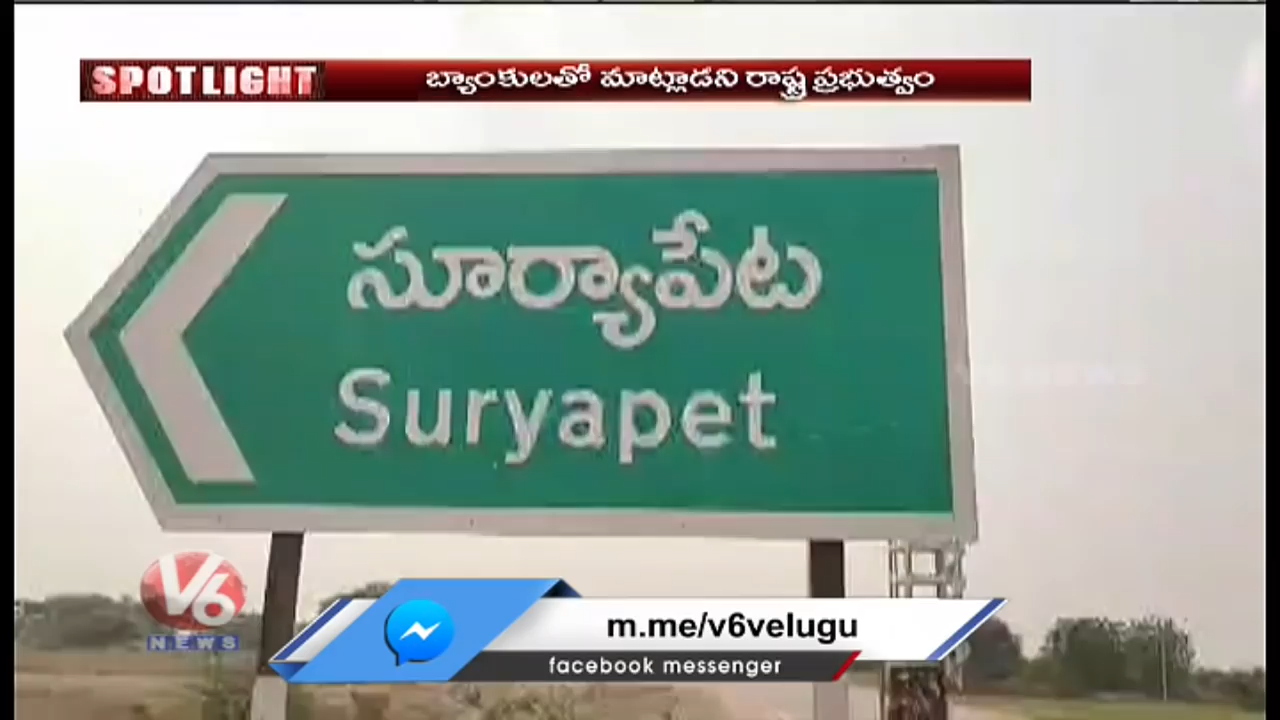 SPOTLIGHT బ్యాంకులతో మాట్లాడని రాష్ట్ర ప్రభుత్వం
సూర్యాపేట
Suryapet
V6
NEWS
m.me/v6velugu
facebook messenger